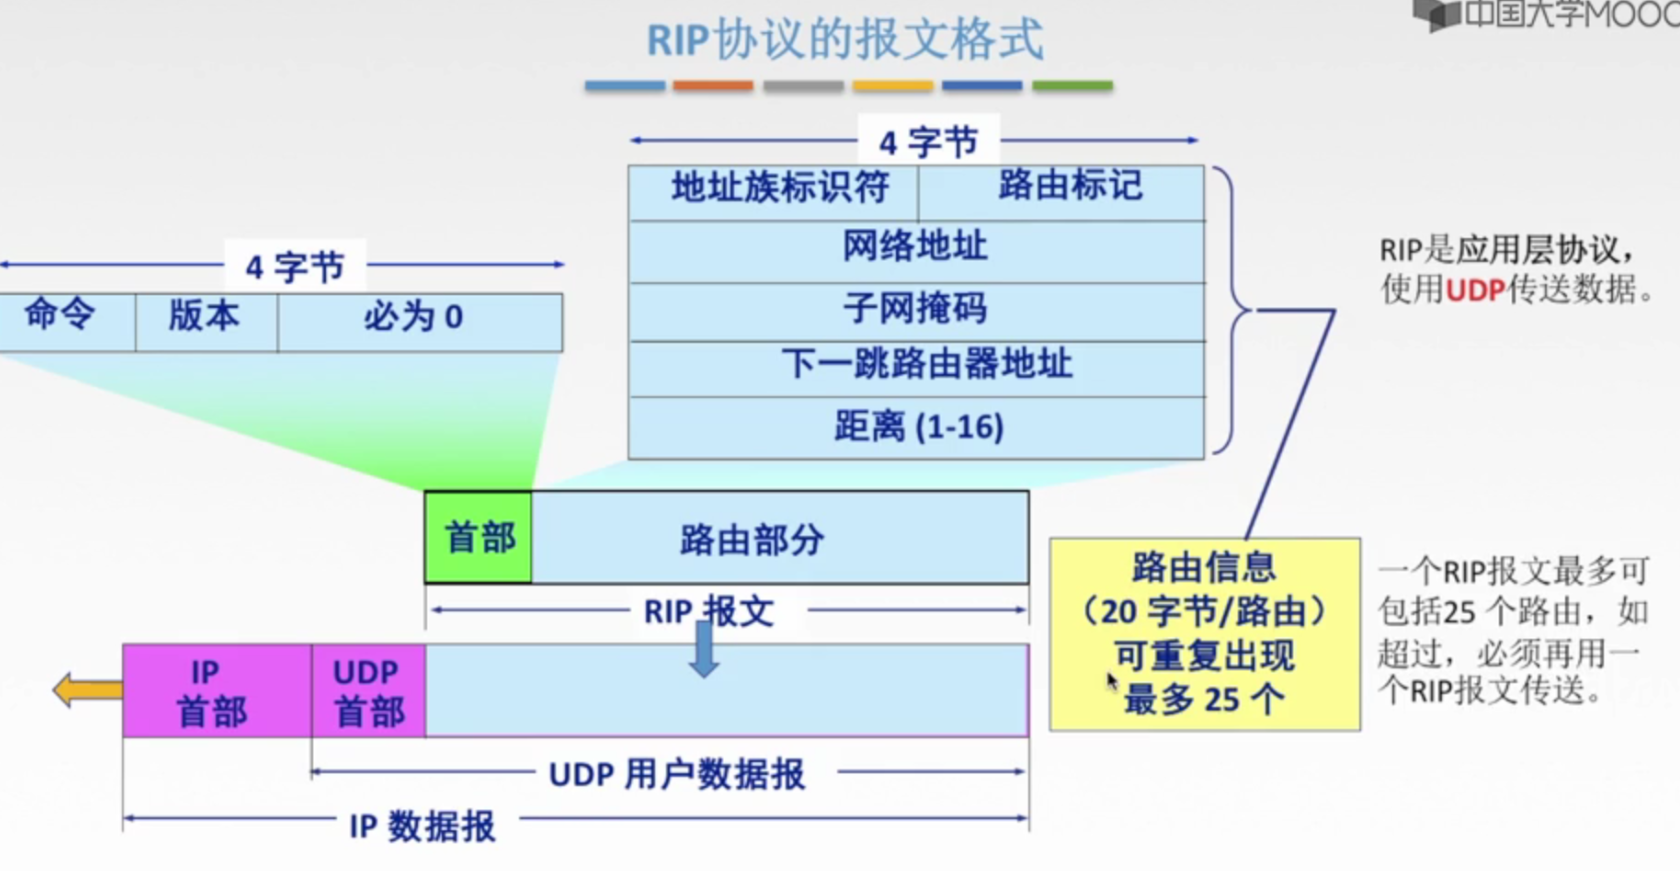 中国大学MOOC
RIP协议的报文格式
4 字节
地址族标识符 路由标记
网络地址
子网掩码
下一跳路由器地址
距离 (1-16)
4 字节
命令 版本 必为 0
RIP是应用层协议，
使用UDP传送数据。
首部 路由部分
RIP 报文
路由信息
（20 字节/路由）
可重复出现
最多 25 个
一个RIP报文最多可
包括25 个路由，如
超过，必须再用一
个RIP报文传送。
IP
首部
UDP
首部
UDP 用户数据报
IP 数据报